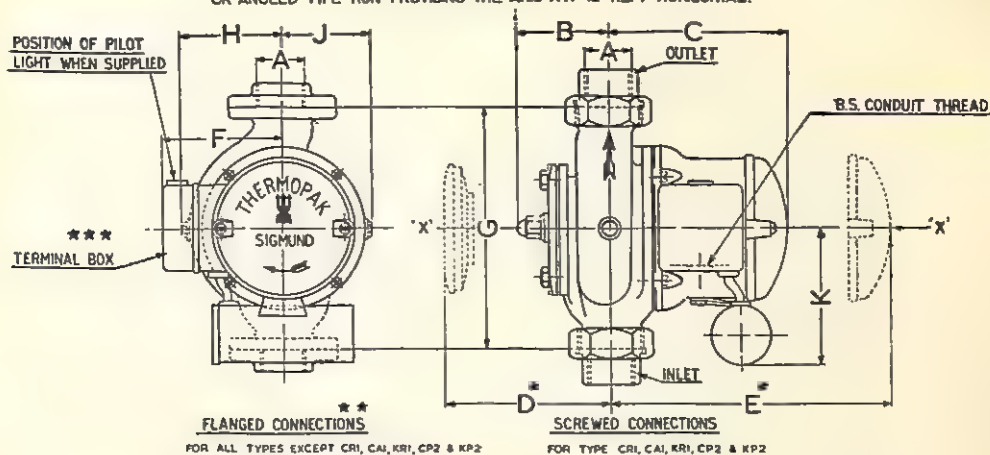 OR ANGLED PIPE RUN PROVIDING THE AXIS X-X IS KEPT HORIZONTAL.
POSITION OF PILOT
LIGHT WHEN SUPPLIED
H
J
A
F
THERMOPAK
SIGMUND
***
TERMINAL BOX
**
FLANGED CONNECTIONS
FOR ALL TYPES EXCEPT CR1, CA1, KR1, CP2 & KP2
B
C
A
OUTLET
B.S. CONDUIT THREAD
'X'
G
'X'
K
INLET
D*
E*
SCREWED CONNECTIONS
FOR TYPE CR1, CA1, KR1, CP2 & KP2